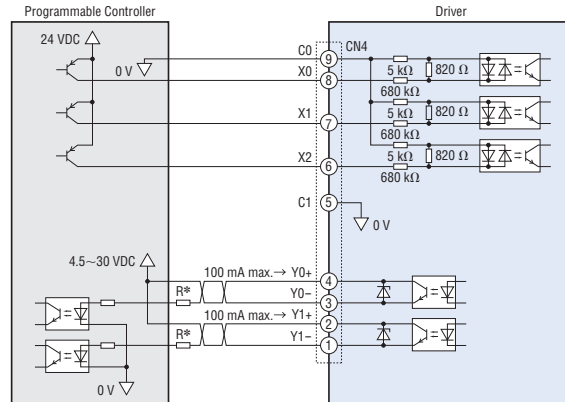 Programmable Controller
Driver
24 VDC
0 V
C0
X0
X1
X2
C1
CN4
9
8
7
6
5
4
3
2
1
5 kΩ
820 Ω
680 kΩ
5 kΩ
820 Ω
680 kΩ
5 kΩ
820 Ω
680 kΩ
0 V
4.5~30 VDC
100 mA max.→ Y0+
R* Y0−
100 mA max.→ Y1+
R* Y1−
0 V